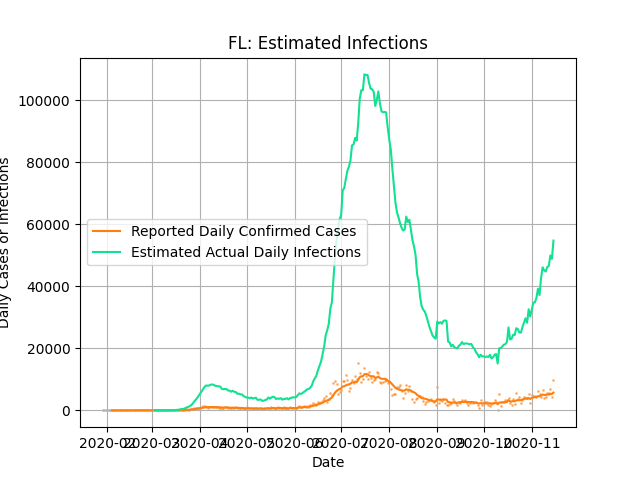 FL: Estimated Infections
Daily Cases or Infections
100000
80000
60000
40000
20000
0
Reported Daily Confirmed Cases
Estimated Actual Daily Infections
2020-02 2020-03 2020-04 2020-05 2020-06 2020-07 2020-08 2020-09 2020-10 2020-11
Date